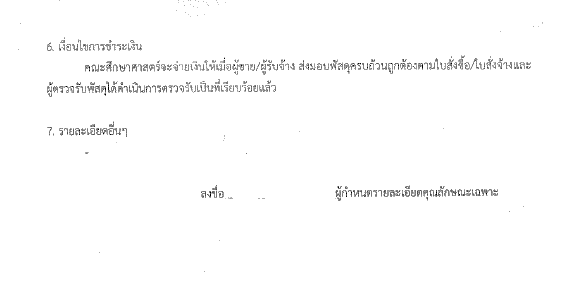 6. เงื่อนไขการชำระเงิน
คณะศึกษาศาสตร์จะจ่ายเงินให้เมื่อผู้ขาย/ผู้รับจ้าง ส่งมอบพัสดุครบถ้วนถูกต้องตามใบสั่งซื้อ/ใบสั่งจ้างและ
ผู้ตรวจรับพัสดุได้ดำเนินการตรวจรับเป็นที่เรียบร้อยแล้ว
7. รายละเอียดอื่นๆ
-
ลงชื่อ ผู้กำหนดรายละเอียดคุณลักษณะเฉพาะ